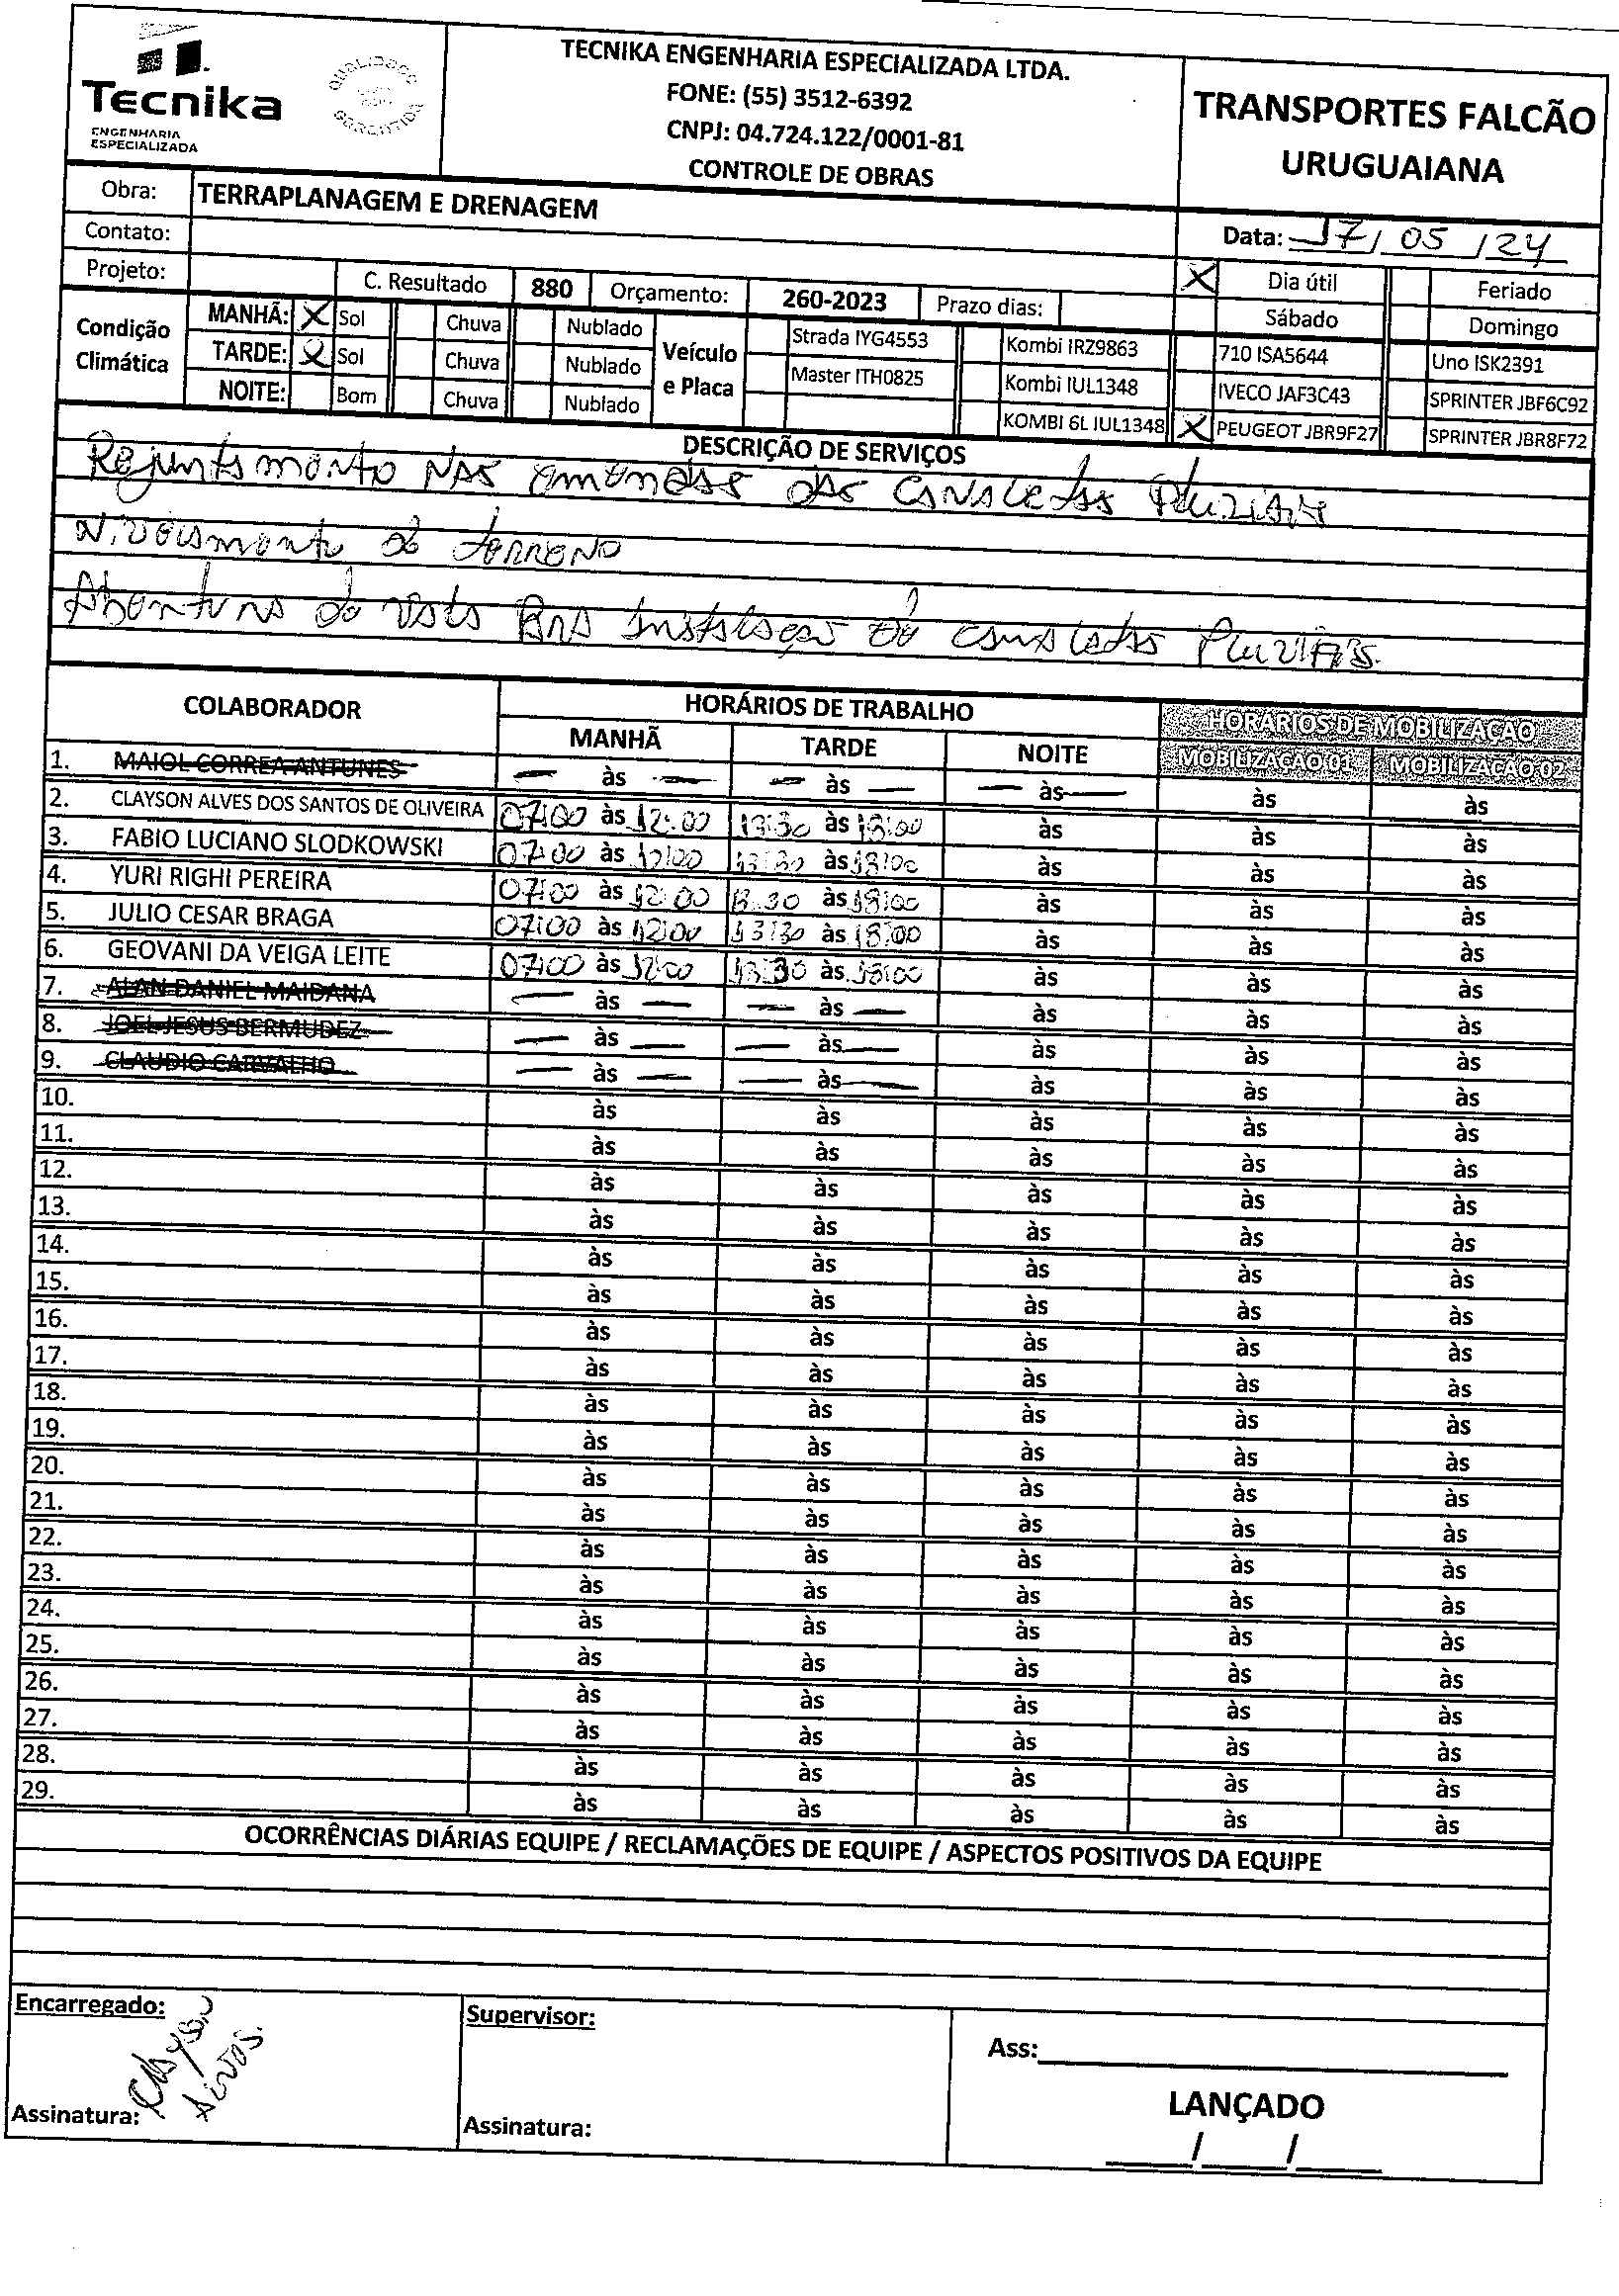 Tecnika
ENGENHARIA
ESPECIALIZADA
QUALIDADE
GARANTIDA
TECNIKA ENGENHARIA ESPECIALIZADA LTDA.
FONE: (55) 3512-6392
CNPJ: 04.724.122/0001-81
CONTROLE DE OBRAS
TRANSPORTES FALCÃO
URUGUAIANA
Obra: TERRAPLANAGEM E DRENAGEM
Data: 17/05/24
Contato:
Projeto: C. Resultado 880 Orçamento: 260-2023 Prazo dias:
X Dia útil Feriado
Sábado Domingo
Condição Climática
MANHÃ: X Sol Chuva Nublado
TARDE: X Sol Chuva Nublado
NOITE: Bom Chuva Nublado
Veículo e Placa
Strada IYG4553 Kombi IRZ9863 710 ISA5644 Uno ISK2391
Master ITH0825 Kombi IUL1348 IVECO JAF3C43 SPRINTER JBF6C92
KOMBI 6L IUL1348 X PEUGEOT JBR9F27 SPRINTER JBR8F72
DESCRIÇÃO DE SERVIÇOS
Rejuntamento nas emendas das canaletas Pluviais
Nivelamento do terreno
Abertura de vala para instalação de canaletas Pluviais.
COLABORADOR HORÁRIOS DE TRABALHO HORÁRIOS DE MOBILIZAÇÃO
MANHÃ TARDE NOITE MOBILIZAÇÃO 01 MOBILIZAÇÃO 02
1. MAIOL CORREA ANTUNES — às — — às — — às — às às
2. CLAYSON ALVES DOS SANTOS DE OLIVEIRA 07:00 às 12:00 13:30 às 18:00 às às às
3. FABIO LUCIANO SLODKOWSKI 07:00 às 12:00 13:30 às 18:00 às às às
4. YURI RIGHI PEREIRA 07:00 às 12:00 13:30 às 18:00 às às às
5. JULIO CESAR BRAGA 07:00 às 12:00 13:30 às 18:00 às às às
6. GEOVANI DA VEIGA LEITE 07:00 às 12:00 13:30 às 18:00 às às às
7. ALAN DANIEL MAIDANA — às — — às — às às às
8. JOEL JESUS BERMUDEZ — às — — às — às às às
9. CLAUDIO CARVALHO — às — — às — às às às
10. às às às às às
11. às às às às às
12. às às às às às
13. às às às às às
14. às às às às às
15. às às às às às
16. às às às às às
17. às às às às às
18. às às às às às
19. às às às às às
20. às às às às às
21. às às às às às
22. às às às às às
23. às às às às às
24. às às às às às
25. às às às às às
26. às às às às às
27. às às às às às
28. às às às às às
29. às às às às às
OCORRÊNCIAS DIÁRIAS EQUIPE / RECLAMAÇÕES DE EQUIPE / ASPECTOS POSITIVOS DA EQUIPE
Encarregado:
Assinatura:
Supervisor:
Assinatura:
Ass:
LANÇADO
/ /